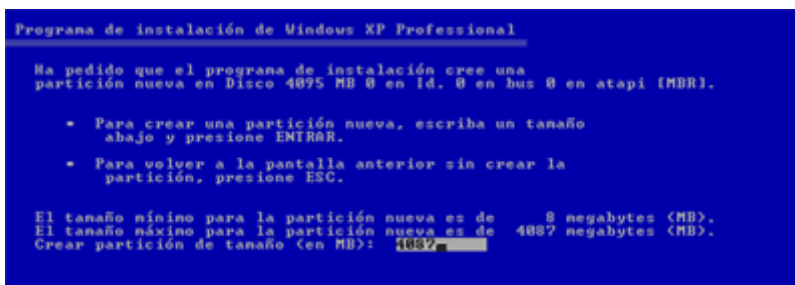 Programa de instalación de Windows XP Professional
Ha pedido que el programa de instalación cree una
partición nueva en Disco 4095 MB 0 en Id. 0 en bus 0 en atapi [MBR].
• Para crear una partición nueva, escriba un tamaño
abajo y presione ENTRAR.
• Para volver a la pantalla anterior sin crear la
partición, presione ESC.
El tamaño mínimo para la partición nueva es de 8 megabytes (MB).
El tamaño máximo para la partición nueva es de 4087 megabytes (MB).
Crear partición de tamaño (en MB): 4087_